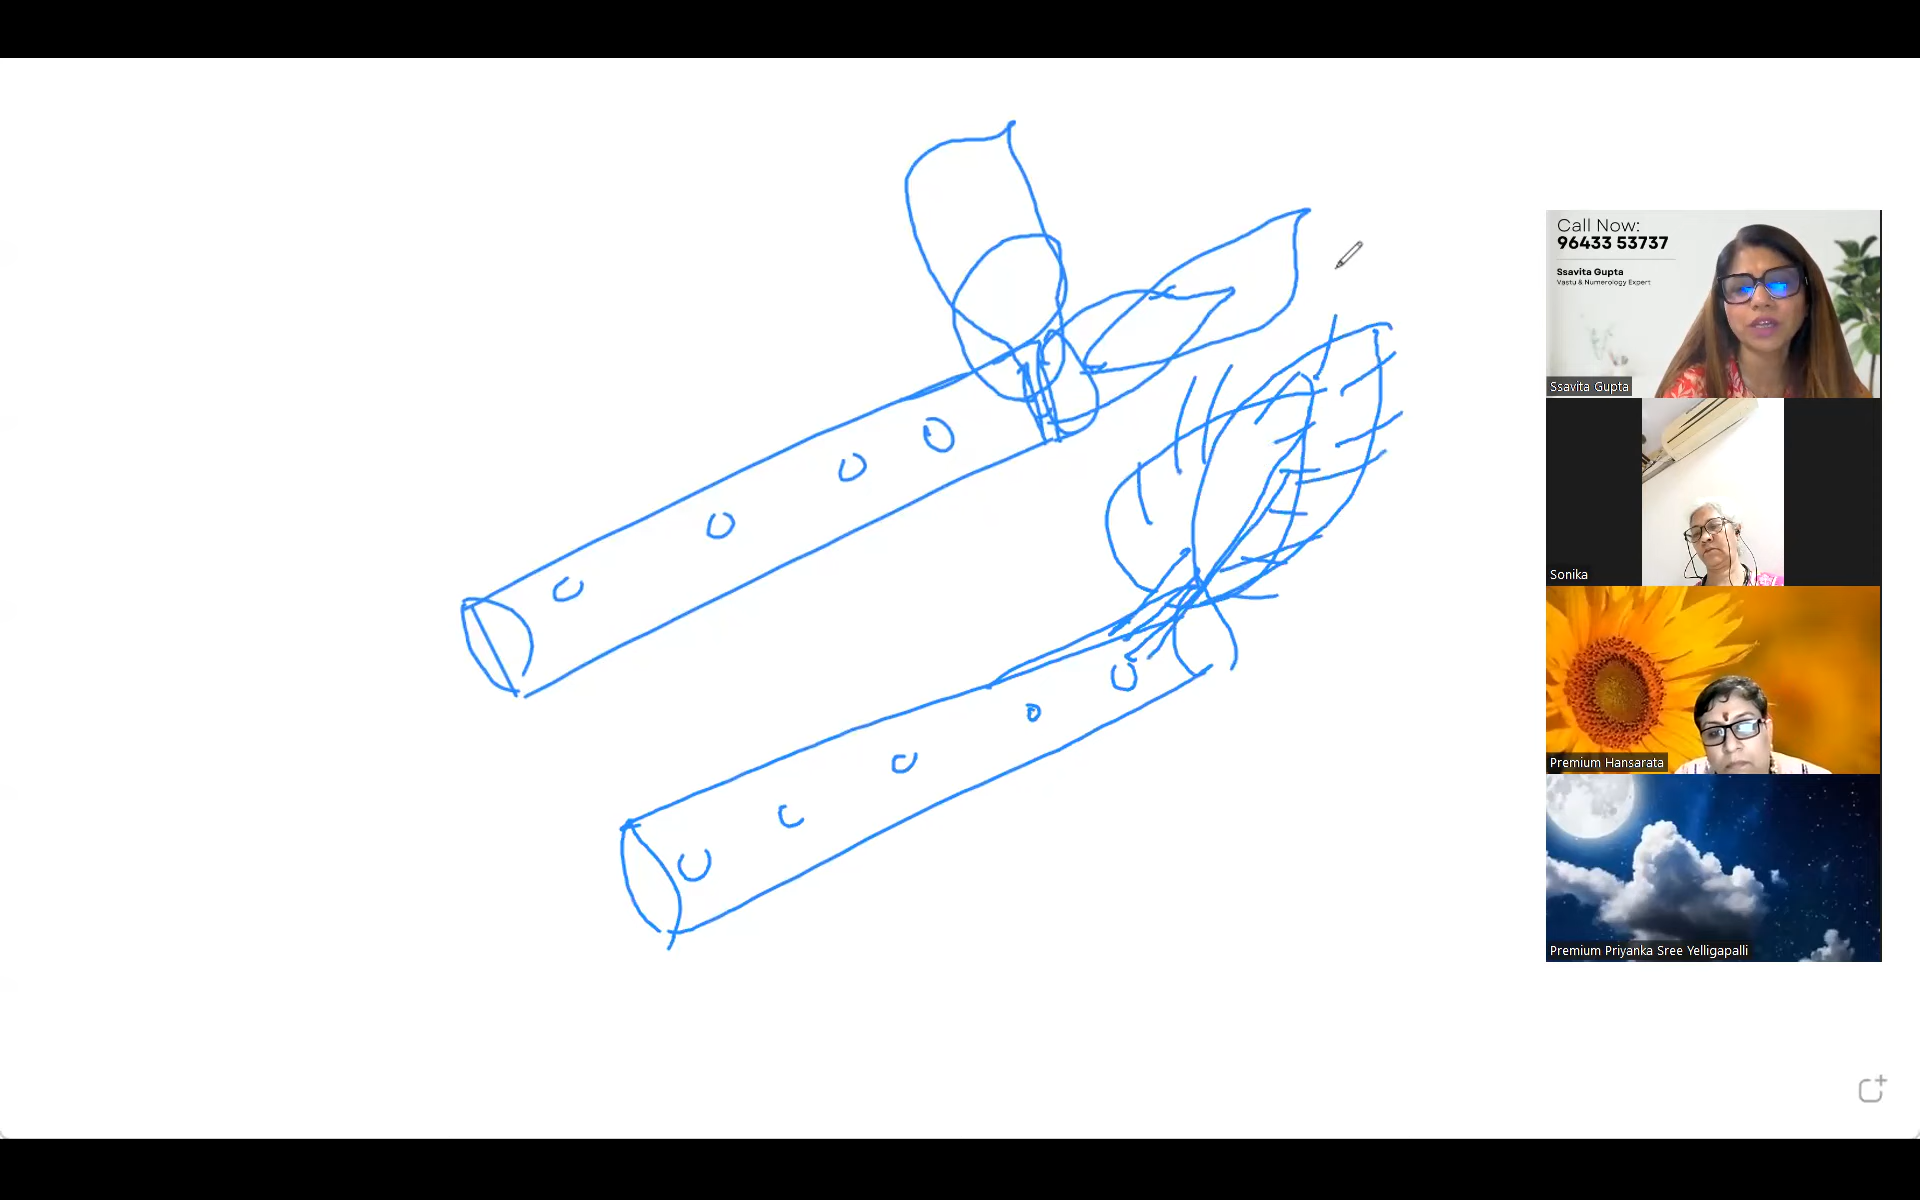 Call Now:
96433 53737
Ssavita Gupta
Vastu & Numerology Expert
Ssavita Gupta
Sonika
Premium Hansarata
Premium Priyanka Sree Yelligapalli